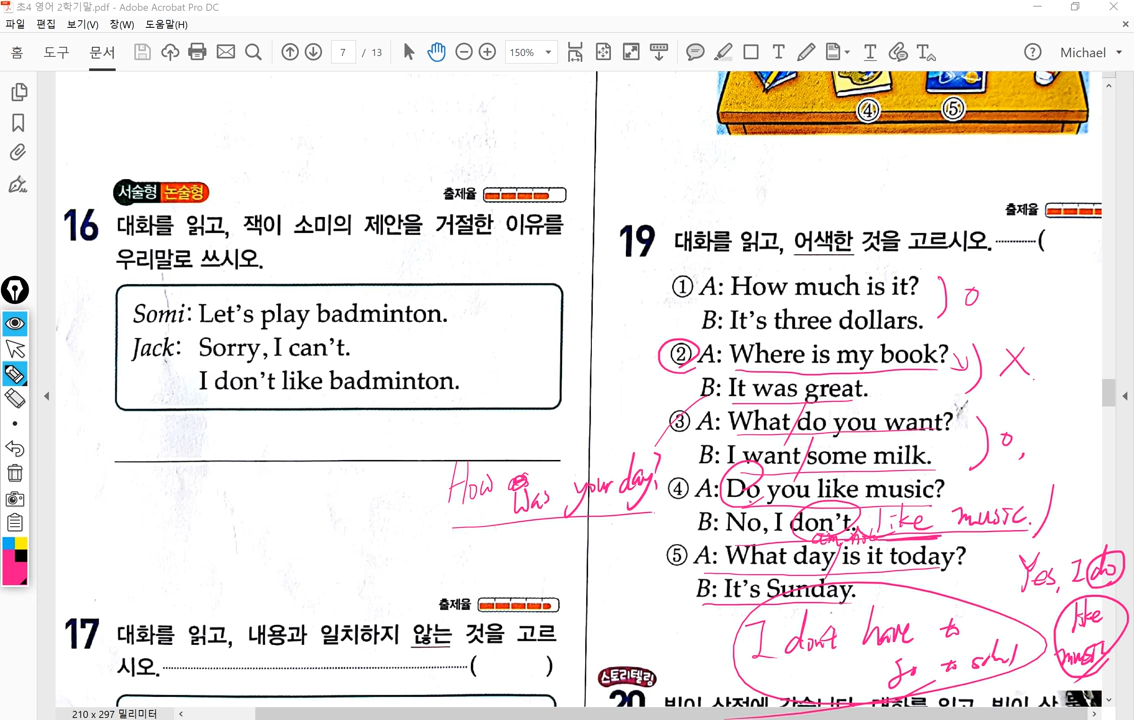 초4 영어 2학기말.pdf - Adobe Acrobat Pro DC
파일 편집 보기(V) 창(W) 도움말(H)
홈 도구 문서 7 / 13 150% Michael
④ ⑤
서술형 논술형 출제율
16 대화를 읽고, 잭이 소미의 제안을 거절한 이유를
우리말로 쓰시오.
Somi: Let's play badminton.
Jack: Sorry, I can't.
I don't like badminton.
출제율
17 대화를 읽고, 내용과 일치하지 않는 것을 고르
시오. ( )
출제율
19 대화를 읽고, 어색한 것을 고르시오. (
① A: How much is it?
B: It's three dollars.
○
② A: Where is my book?
B: It was great.
X
③ A: What do you want?
B: I want some milk.
○
How was your day?
④ A: Do you like music?
B: No, I don't. like music.
am not
⑤ A: What day is it today?
B: It's Sunday.
Yes, I do
like
music
I don't have to
go to school
스토리텔링
20
210 x 297 밀리미터